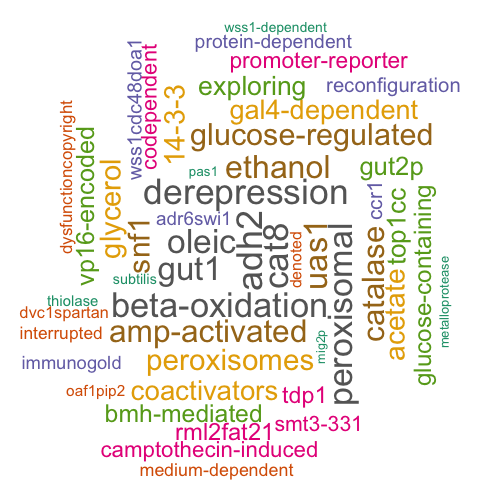 wss1-dependent
protein-dependent
promoter-reporter
exploring
reconfiguration
wss1cdc48doa1
codependent
14-3-3
gal4-dependent
glucose-regulated
dysfunctioncopyright
vp16-encoded
glycerol
snf1
pas1
ethanol
gut2p
derepression
ccr1
top1cc
glucose-containing
adr6swi1
oleic
adh2
cat8
uas1
peroxisomal
catalase
acetate
metalloprotease
gut1
denoted
subtilis
thiolase
beta-oxidation
dvc1spartan
interrupted
amp-activated
mig2p
immunogold
peroxisomes
oaf1pip2
coactivators
tdp1
bmh-mediated
rml2fat21
smt3-331
camptothecin-induced
medium-dependent